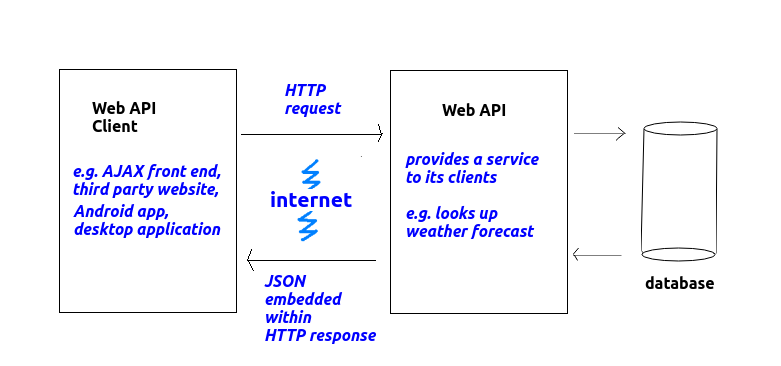 Web API
Client
e.g. AJAX front end,
third party website,
Android app,
desktop application
HTTP
request
internet
JSON
embedded
within
HTTP response
Web API
provides a service
to its clients
e.g. looks up
weather forecast
database